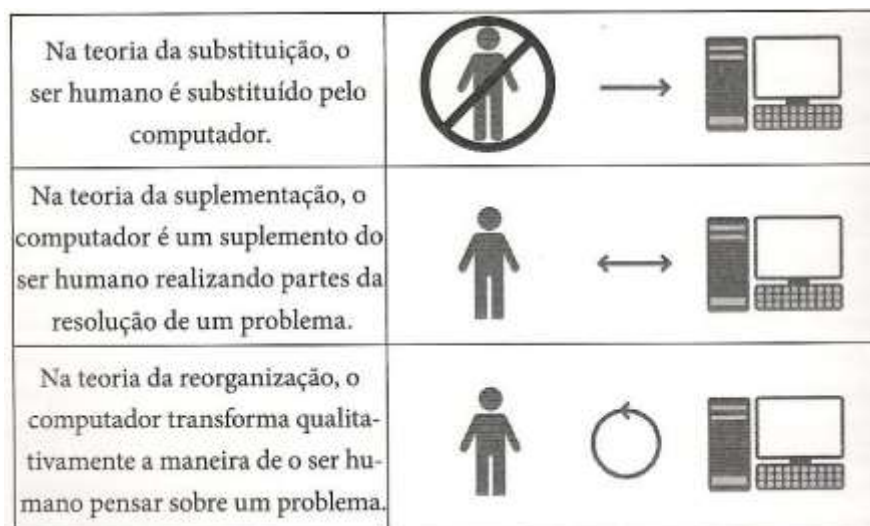 Na teoria da substituição, o
ser humano é substituído pelo
computador.
Na teoria da suplementação, o
computador é um suplemento do
ser humano realizando partes da
resolução de um problema.
Na teoria da reorganização, o
computador transforma qualita-
tivamente a maneira de o ser hu-
mano pensar sobre um problema.